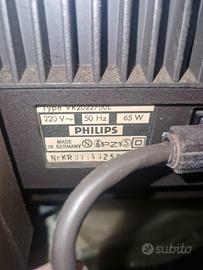 Type VR2022/00L
220 V~ 50 Hz 65 W
PHILIPS
MADE IN GERMANY
subito